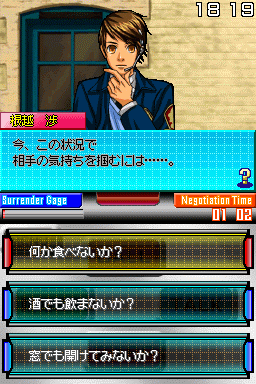 18 19
振越　渉
今、この状況で
相手の気持ちを掴むには……。
?
Surrender Gage
Negotiation Time
01 02
何か食べないか？
酒でも飲まないか？
窓でも開けてみないか？